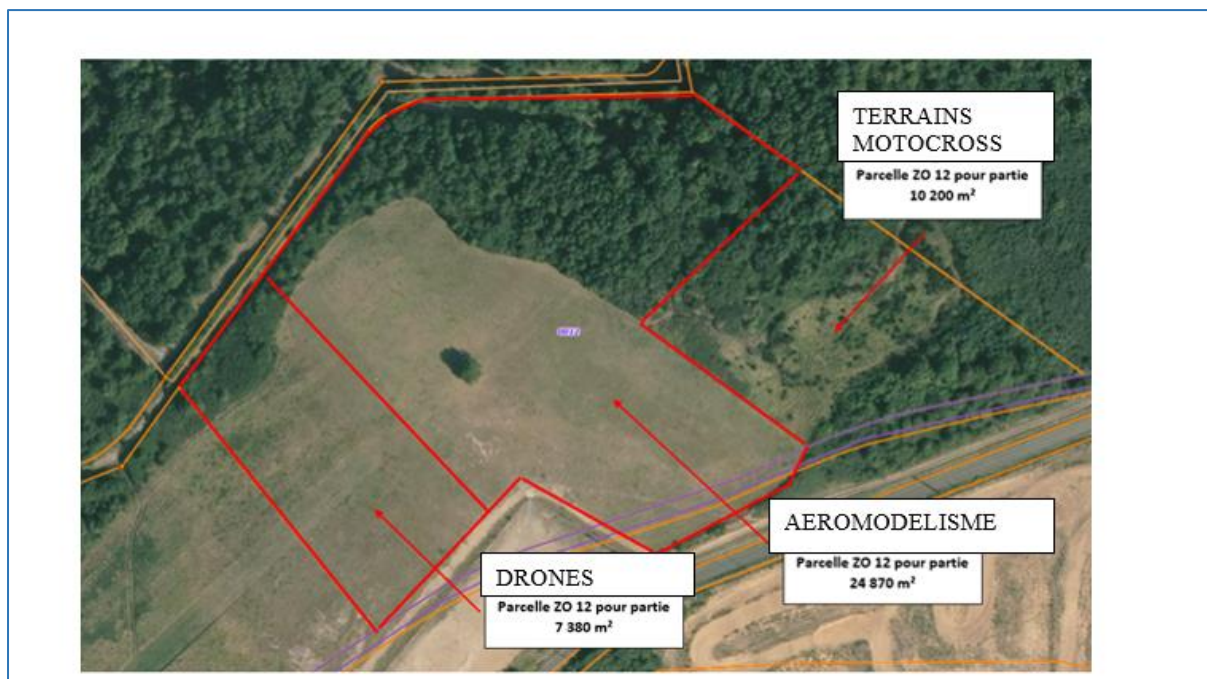 TERRAINS
MOTOCROSS
Parcelle ZO 12 pour partie
10 200 m²
AEROMODELISME
Parcelle ZO 12 pour partie
24 870 m²
DRONES
Parcelle ZO 12 pour partie
7 380 m²